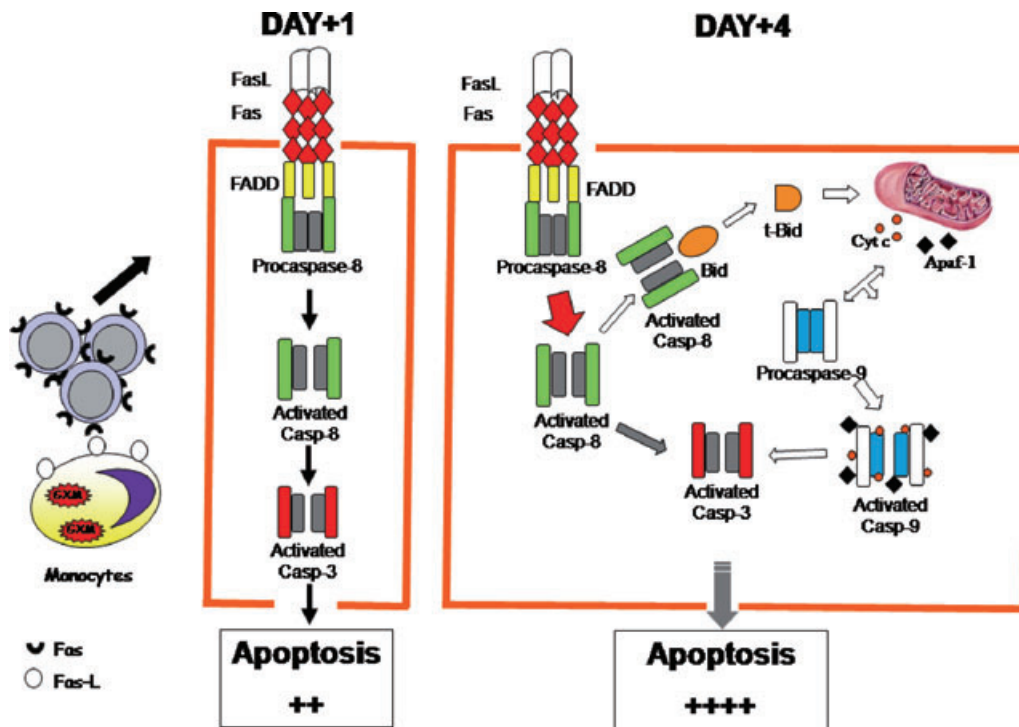 DAY+1
FasL
Fas
FADD
Procaspase-8
Activated
Casp-8
Activated
Casp-3
Apoptosis
++
DAY+4
FasL
Fas
FADD
Procaspase-8
Activated
Casp-8
Bid
t-Bid
Activated
Casp-8
Cyt c
Apaf-1
Procaspase-9
Activated
Casp-9
Activated
Casp-3
Apoptosis
++++
GXM
GXM
Monocytes
Fas
Fas-L